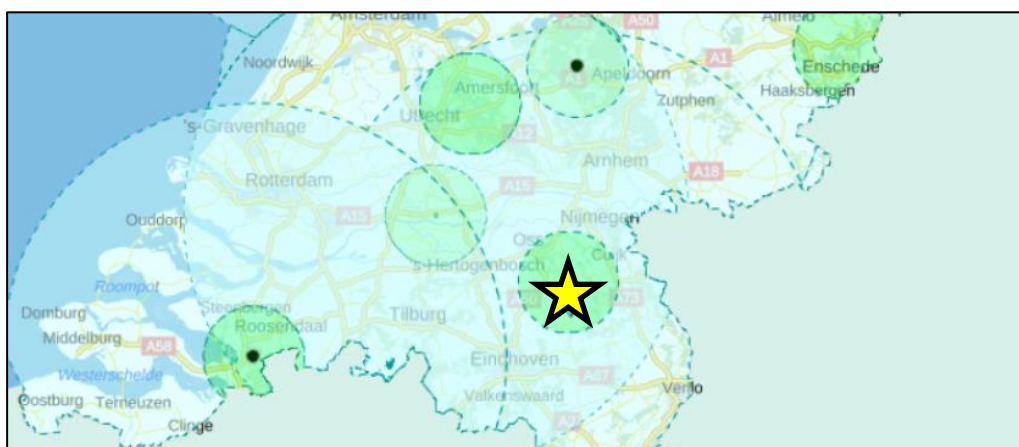 Amsterdam
A50
Almelo
Noordwijk
A1
A1
Apeldoorn
Enschede
Amersfoort
Haaksbergen
Zutphen
Utrecht
's-Gravenhage
A12
Arnhem
A18
Rotterdam
A15
A15
Ouddorp
Nijmegen
Oss
Cuijk
's-Hertogenbosch
Roompot
A73
Steenbergen
Domburg
Tilburg
Roosendaal
Middelburg
A58
Eindhoven
Westerschelde
A67
Venlo
Valkenswaard
Oostburg
Terneuzen
Clinge
A2